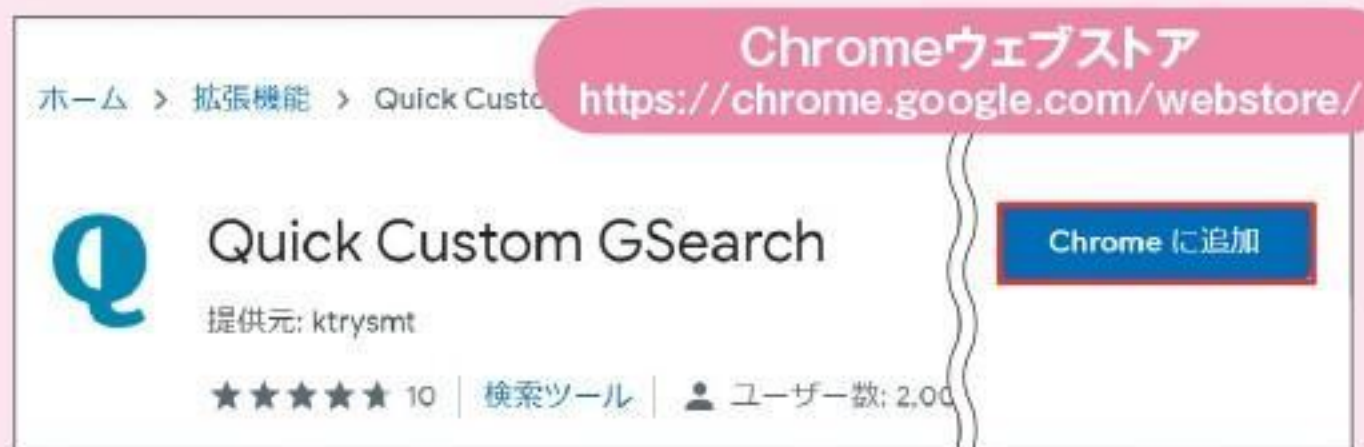 Chromeウェブストア
https://chrome.google.com/webstore/
ホーム > 拡張機能 > Quick Custo
Quick Custom GSearch
Chrome に追加
提供元: ktrysmt
★★★★★ 10 | 検索ツール | ユーザー数: 2,00